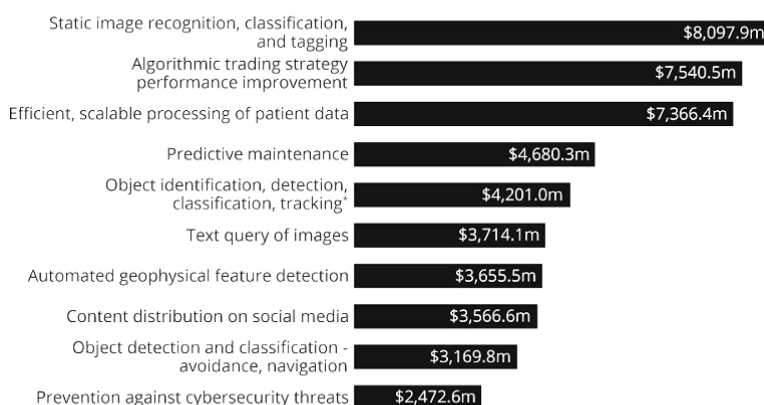 Static image recognition, classification,
and tagging
$8,097.9m
Algorithmic trading strategy
performance improvement
$7,540.5m
Efficient, scalable processing of patient data
$7,366.4m
Predictive maintenance
$4,680.3m
Object identification, detection,
classification, tracking*
$4,201.0m
Text query of images
$3,714.1m
Automated geophysical feature detection
$3,655.5m
Content distribution on social media
$3,566.6m
Object detection and classification -
avoidance, navigation
$3,169.8m
Prevention against cybersecurity threats
$2,472.6m